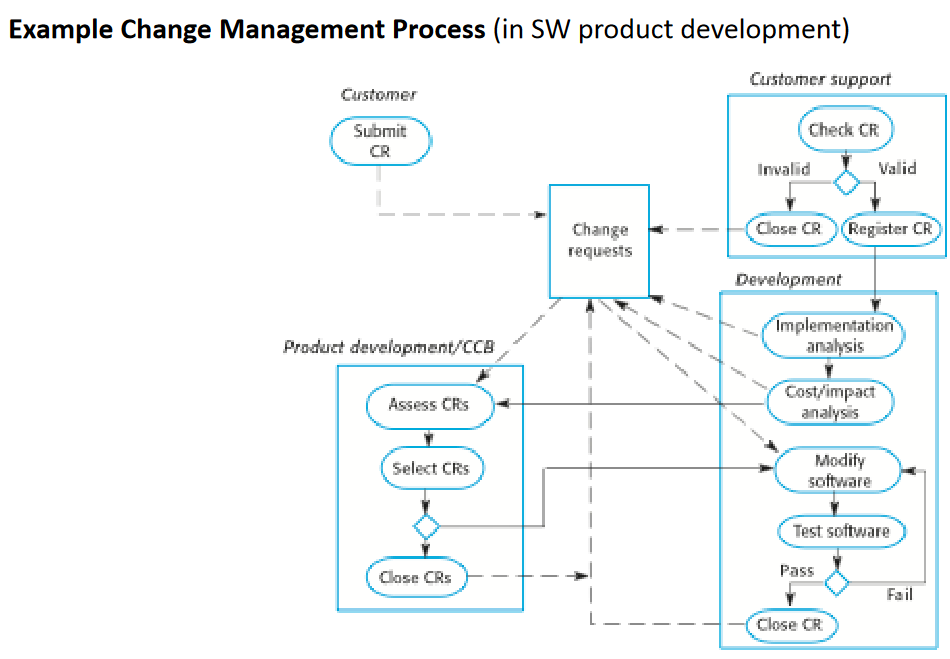 Example Change Management Process (in SW product development)
Customer support
Customer
Submit
CR
Check CR
Invalid
Valid
Close CR
Register CR
Change
requests
Development
Implementation
analysis
Product development/CCB
Cost/impact
analysis
Assess CRs
Select CRs
Modify
software
Test software
Pass
Fail
Close CRs
Close CR